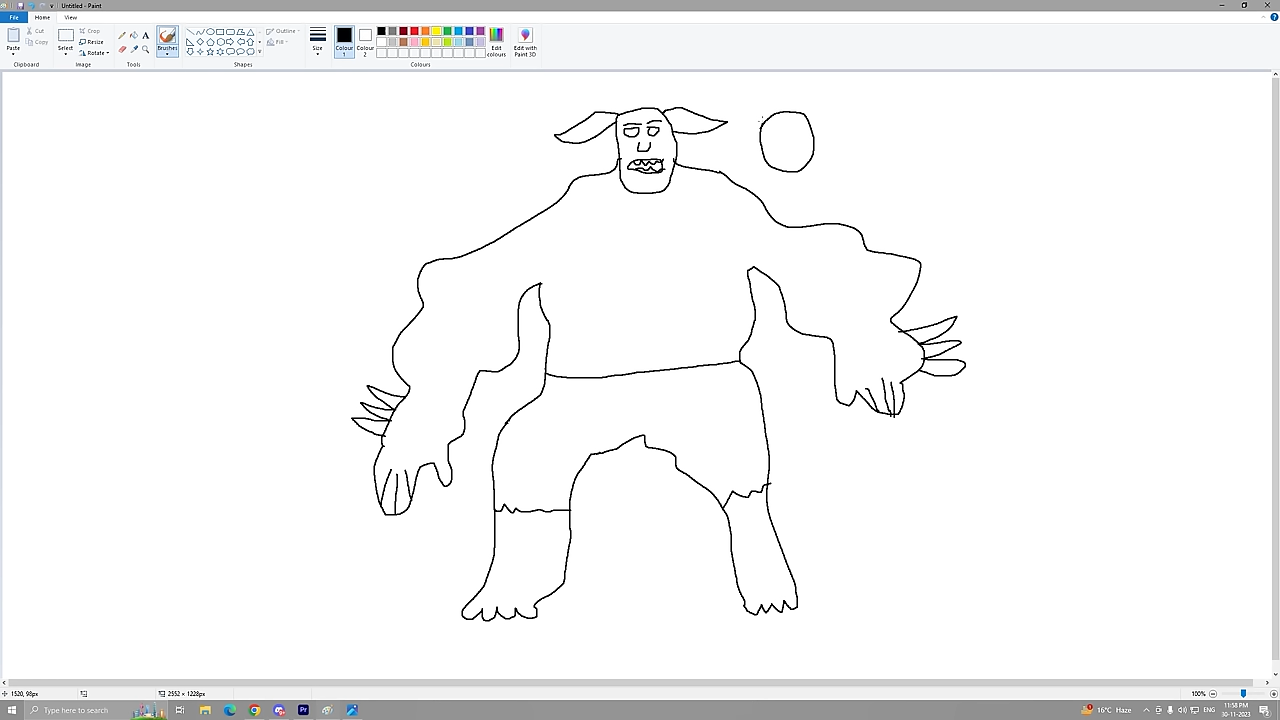 Untitled - Paint
File Home View
Paste Cut Copy Clipboard
Select Crop Resize Rotate Image
Tools
Brushes
Outline Fill Shapes
Size
Colour 1 Colour 2 Edit colours Edit with Paint 3D Colours
1520, 98px 2552 × 1228px 100%
Type here to search 16°C Haze ENG 11:58 PM 30-11-2023